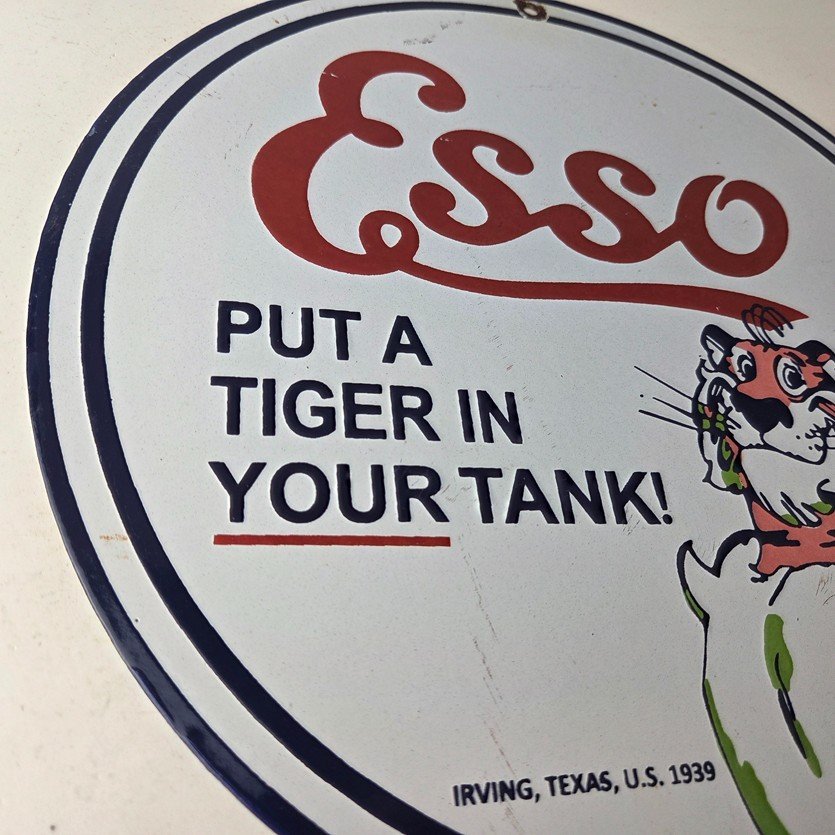 Esso
PUT A
TIGER IN
YOUR TANK!
IRVING, TEXAS, U.S. 1939